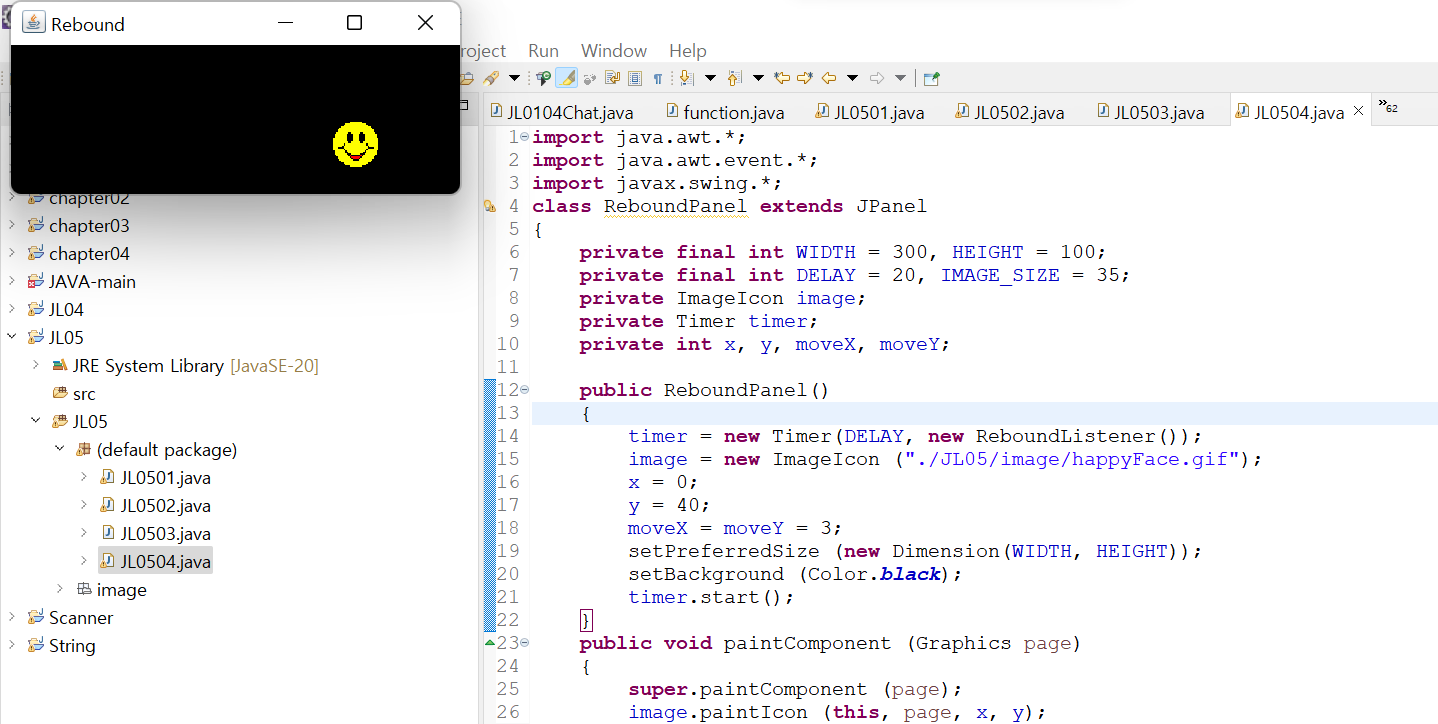 Rebound
roject Run Window Help
JL0104Chat.java function.java JL0501.java JL0502.java JL0503.java JL0504.java »62
chapter02
chapter03
chapter04
JAVA-main
JL04
JL05
JRE System Library [JavaSE-20]
src
JL05
(default package)
JL0501.java
JL0502.java
JL0503.java
JL0504.java
image
Scanner
String
1 import java.awt.*;
2 import java.awt.event.*;
3 import javax.swing.*;
4 class ReboundPanel extends JPanel
5 {
6 private final int WIDTH = 300, HEIGHT = 100;
7 private final int DELAY = 20, IMAGE_SIZE = 35;
8 private ImageIcon image;
9 private Timer timer;
10 private int x, y, moveX, moveY;
11
12 public ReboundPanel()
13 {
14 timer = new Timer(DELAY, new ReboundListener());
15 image = new ImageIcon ("./JL05/image/happyFace.gif");
16 x = 0;
17 y = 40;
18 moveX = moveY = 3;
19 setPreferredSize (new Dimension(WIDTH, HEIGHT));
20 setBackground (Color.black);
21 timer.start();
22 }
23 public void paintComponent (Graphics page)
24 {
25 super.paintComponent (page);
26 image.paintIcon (this, page, x, y);